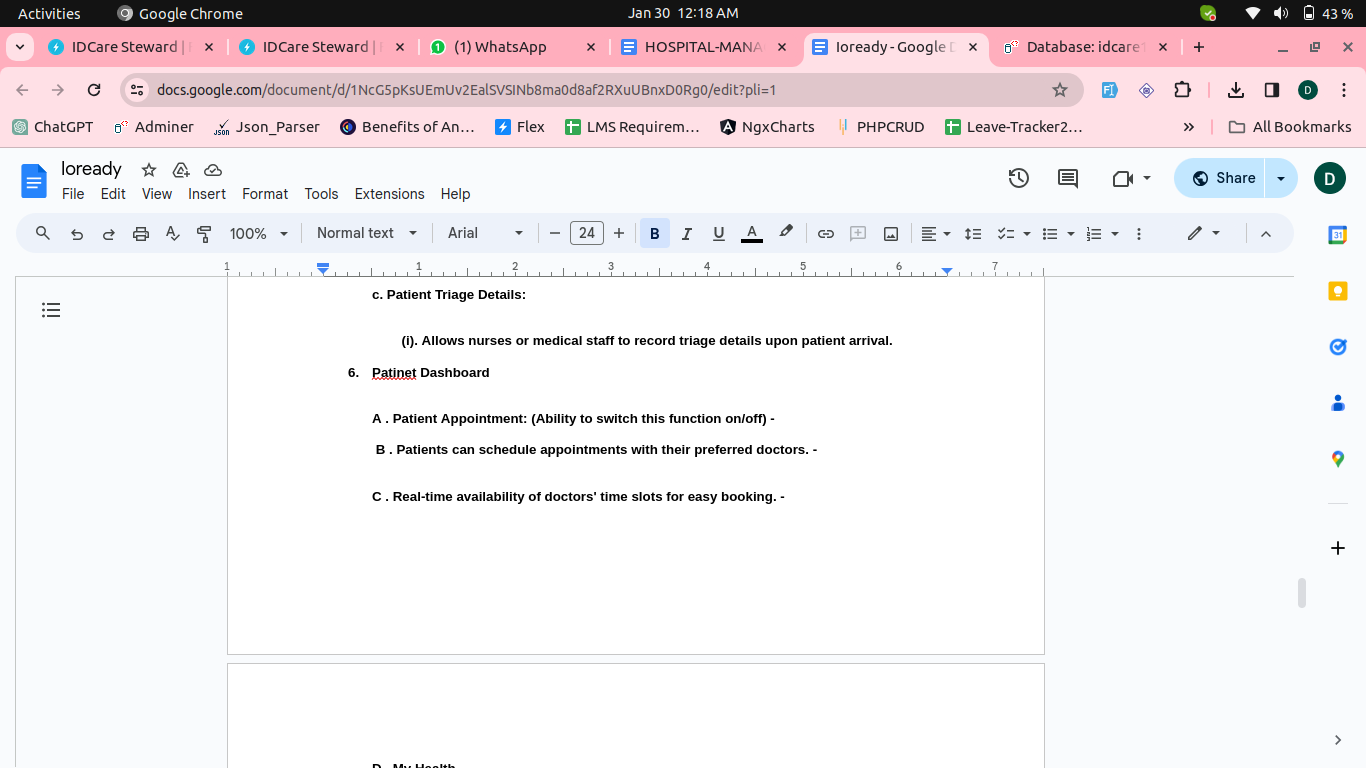 Activities Google Chrome Jan 30 12:18 AM 43 %
IDCare Steward | IDCare Steward | (1) WhatsApp HOSPITAL-MANA Ioready - Google D Database: idcare1
docs.google.com/document/d/1NcG5pKsUEmUv2EalSVSINb8ma0d8af2RXuUBnxD0Rg0/edit?pli=1 D
ChatGPT Adminer Json_Parser Benefits of An... Flex LMS Requirem... NgxCharts PHPCRUD Leave-Tracker2... » All Bookmarks
Ioready
File Edit View Insert Format Tools Extensions Help Share D
100% Normal text Arial 24 B I U A
1 1 2 3 4 5 6 7
c. Patient Triage Details:
(i). Allows nurses or medical staff to record triage details upon patient arrival.
6. Patinet Dashboard
A . Patient Appointment: (Ability to switch this function on/off) -
B . Patients can schedule appointments with their preferred doctors. -
C . Real-time availability of doctors' time slots for easy booking. -
D . My Health